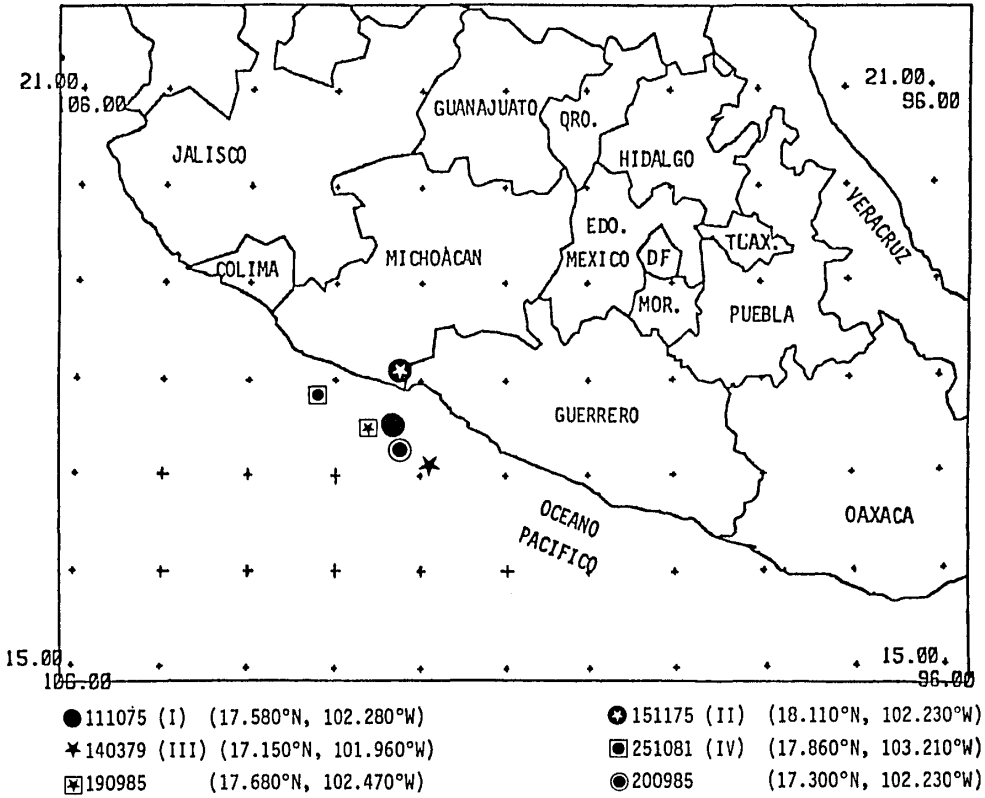 21.00
106.00
21.00
96.00
GUANAJUATO
QRO.
JALISCO
HIDALGO
VERACRUZ
EDO.
MEXICO
DF
TLAX.
COLIMA
MICHOACAN
MOR.
PUEBLA
GUERRERO
OCEANO
PACIFICO
OAXACA
15.00
106.00
15.00
96.00
111075 (I) (17.580°N, 102.280°W)
151175 (II) (18.110°N, 102.230°W)
140379 (III) (17.150°N, 101.960°W)
251081 (IV) (17.860°N, 103.210°W)
190985 (17.680°N, 102.470°W)
200985 (17.300°N, 102.230°W)